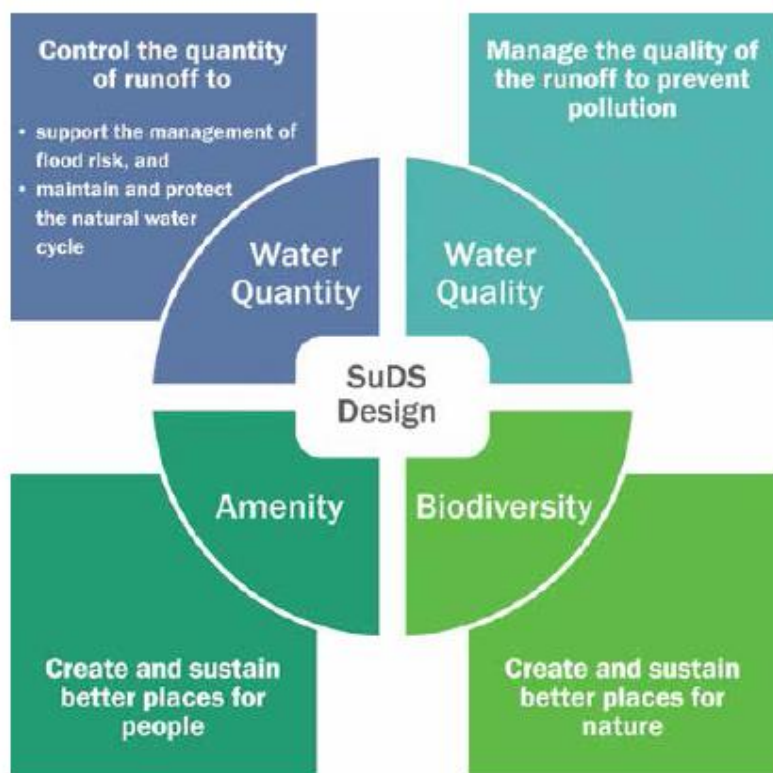 Control the quantity
of runoff to
• support the management of
flood risk, and
• maintain and protect
the natural water
cycle
Manage the quality of
the runoff to prevent
pollution
Water
Quantity
Water
Quality
SuDS
Design
Amenity
Biodiversity
Create and sustain
better places for
people
Create and sustain
better places for
nature